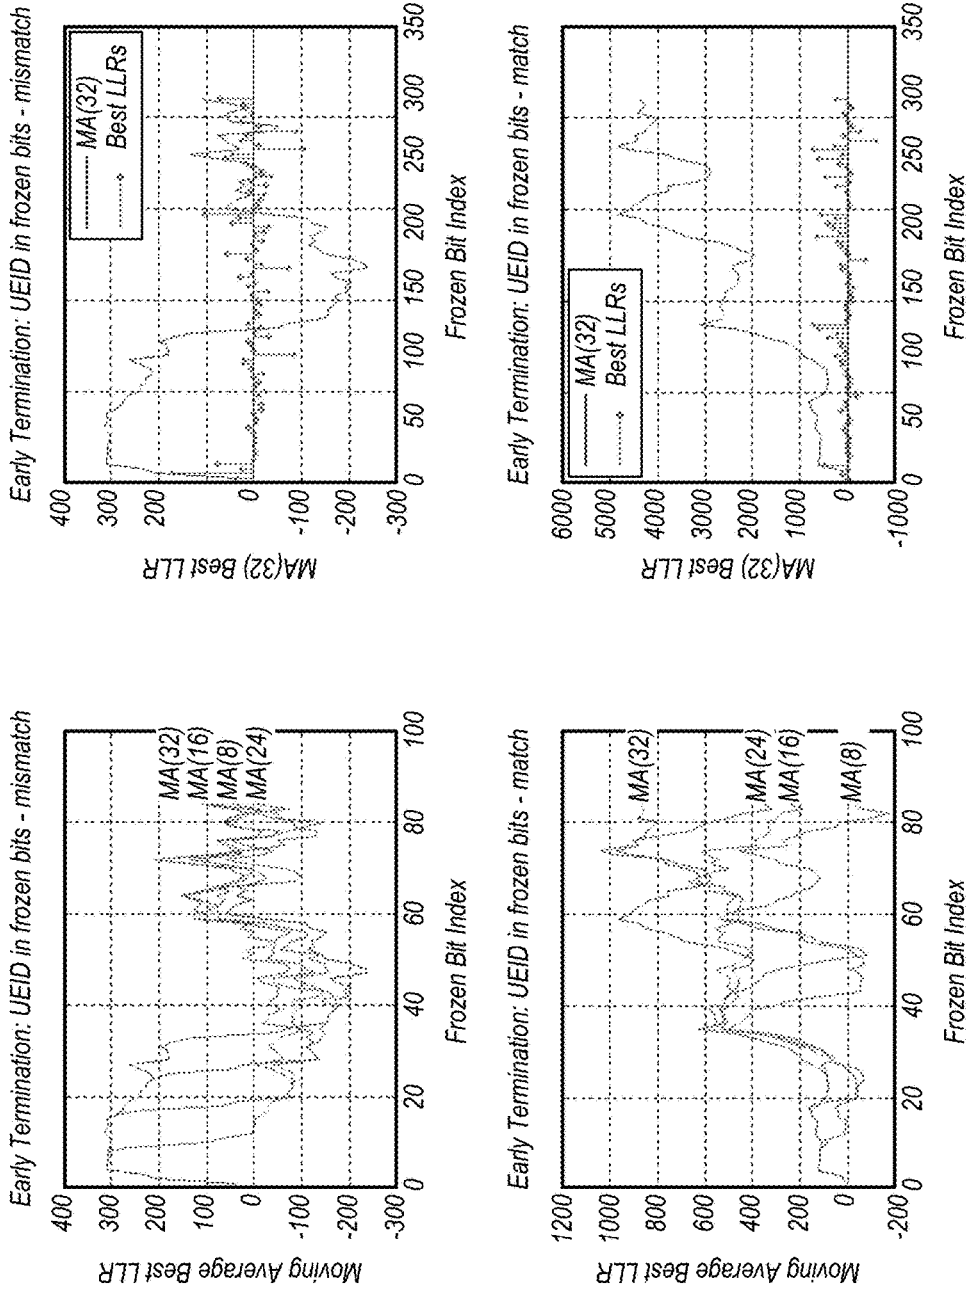 Early Termination: UEID in frozen bits - mismatch
Moving Average Best LLR
400
300
200
100
0
-100
-200
-300
MA(32)
MA(16)
MA(8)
MA(24)
0
20
40
60
80
100
Frozen Bit Index
Early Termination: UEID in frozen bits - mismatch
MA(32) Best LLR
400
300
200
100
0
-100
-200
-300
MA(32)
Best LLRs
0
50
100
150
200
250
300
350
Frozen Bit Index
Early Termination: UEID in frozen bits - match
Moving Average Best LLR
1200
1000
800
600
400
200
0
-200
MA(32)
MA(24)
MA(16)
MA(8)
0
20
40
60
80
100
Frozen Bit Index
Early Termination: UEID in frozen bits - match
MA(32) Best LLR
6000
5000
4000
3000
2000
1000
0
-1000
MA(32)
Best LLRs
0
50
100
150
200
250
300
350
Frozen Bit Index